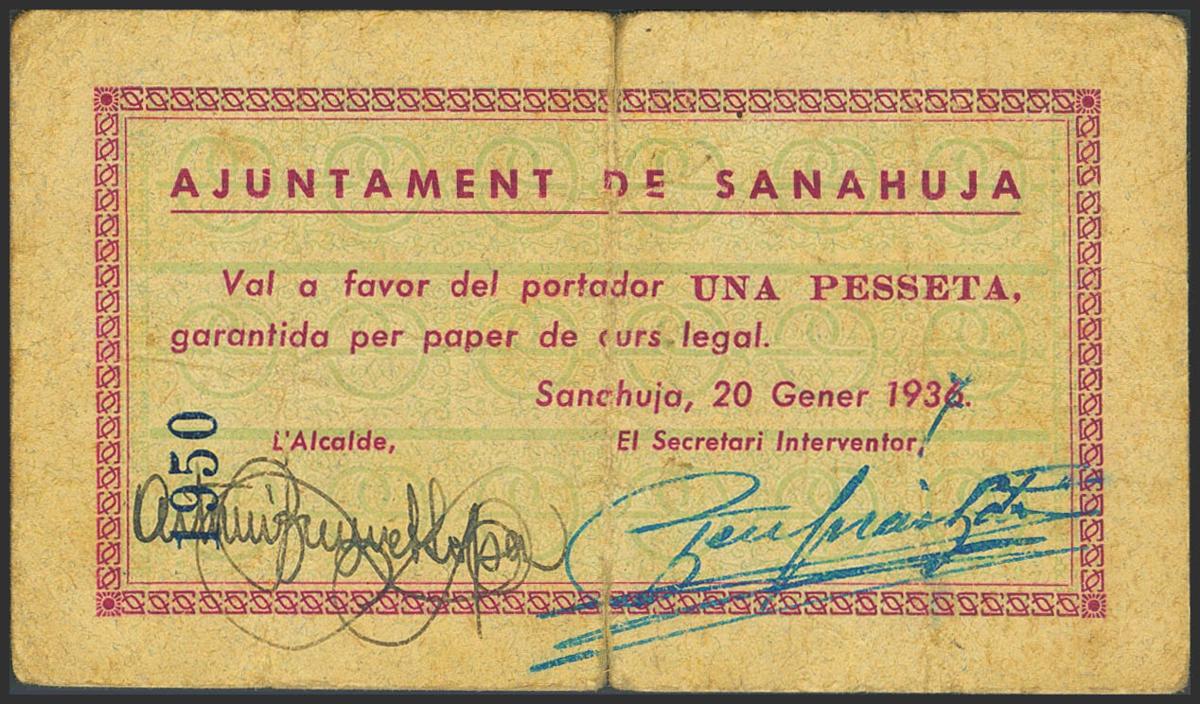 AJUNTAMENT DE SANAHUJA
Val a favor del portador UNA PESSETA,
garantida per paper de curs legal.
Sanahuja, 20 Gener 1937.
L'Alcalde,
El Secretari Interventor,
1950